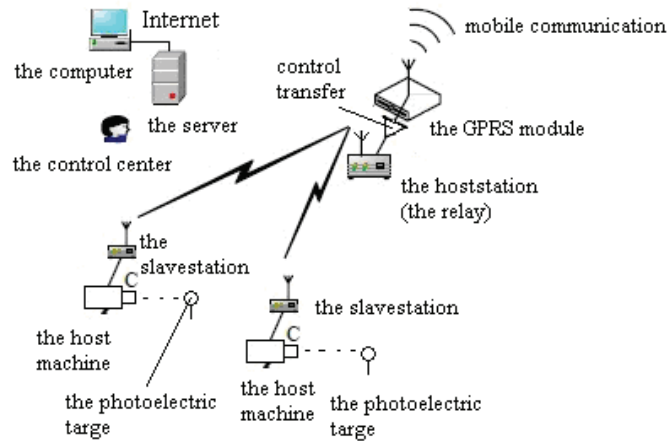 Internet
mobile communication
the computer
control
transfer
the server
the GPRS module
the control center
the hoststation
(the relay)
the
slavestation
C
the slavestation
C
the host
machine
the photoelectric
targe
the host
machine
the photoelectric
targe